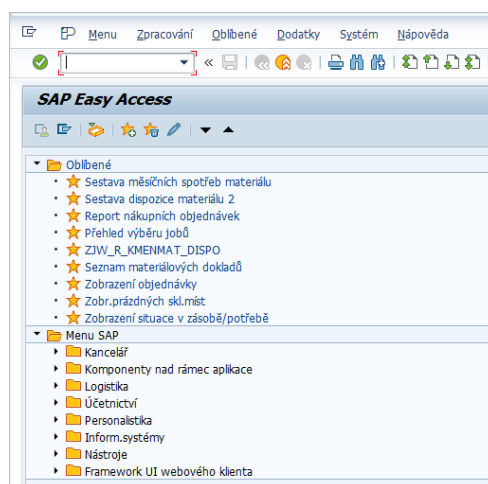 Menu Zpracování Oblíbené Dodatky Systém Nápověda
SAP Easy Access
Oblíbené
Sestava měsíčních spotřeb materiálu
Sestava dispozice materiálu 2
Report nákupních objednávek
Přehled výběru jobů
ZJW_R_KMENMAT_DISPO
Seznam materiálových dokladů
Zobrazení objednávky
Zobr.prázdných skl.míst
Zobrazení situace v zásobě/potřebě
Menu SAP
Kancelář
Komponenty nad rámec aplikace
Logistika
Účetnictví
Personalistika
Inform.systémy
Nástroje
Framework UI webového klienta